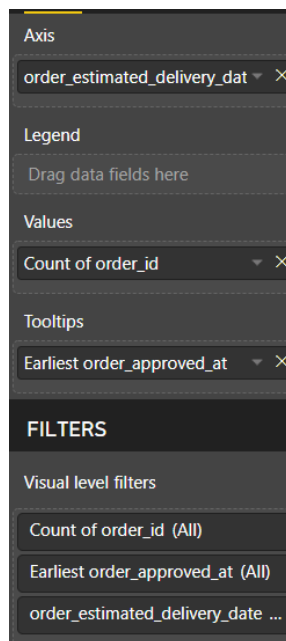 Axis
order_estimated_delivery_dat
Legend
Drag data fields here
Values
Count of order_id
Tooltips
Earliest order_approved_at
FILTERS
Visual level filters
Count of order_id (All)
Earliest order_approved_at (All)
order_estimated_delivery_date ...